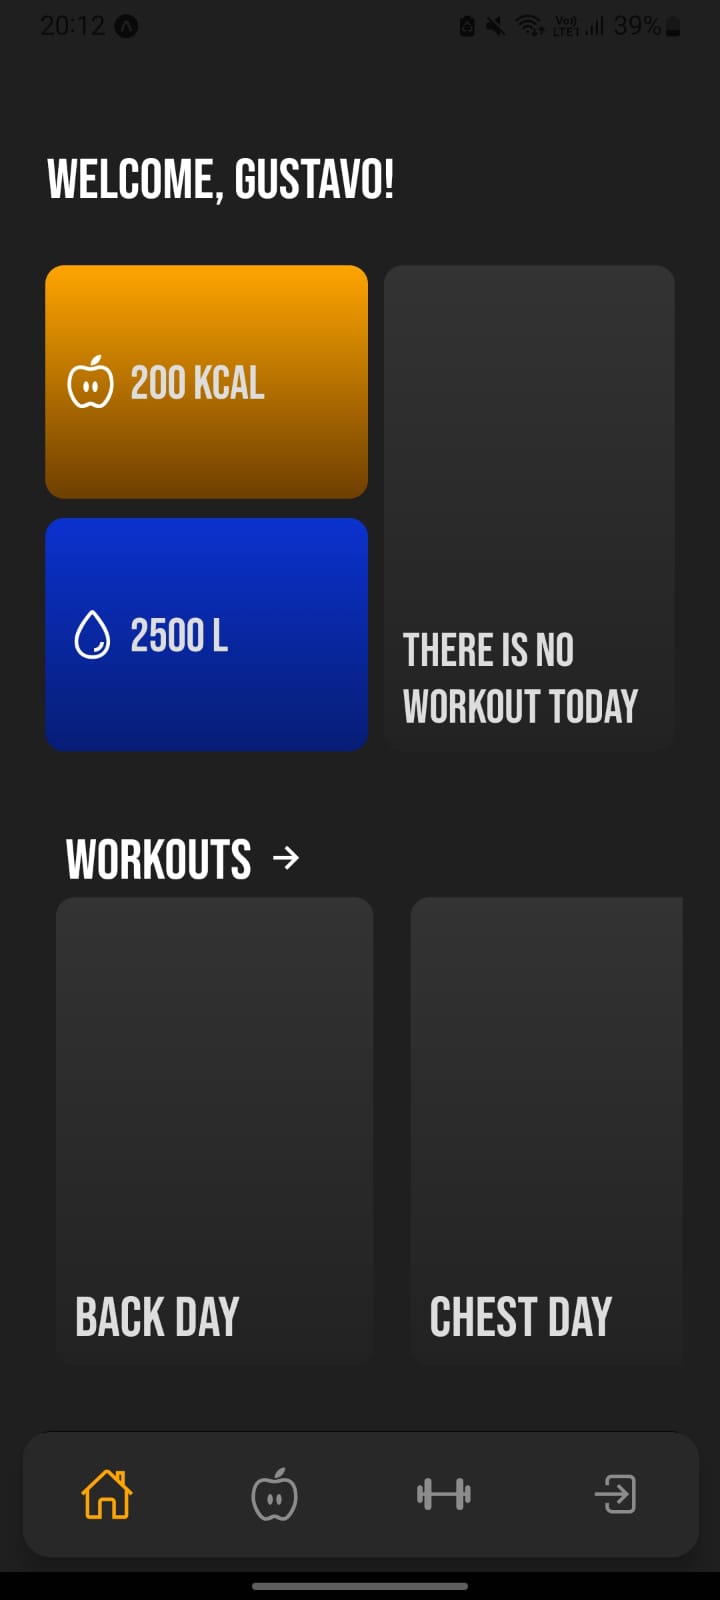 20:12
Vo)) LTE1 39%
WELCOME, GUSTAVO!
200 KCAL
2500 L
THERE IS NO
WORKOUT TODAY
WORKOUTS →
BACK DAY
CHEST DAY